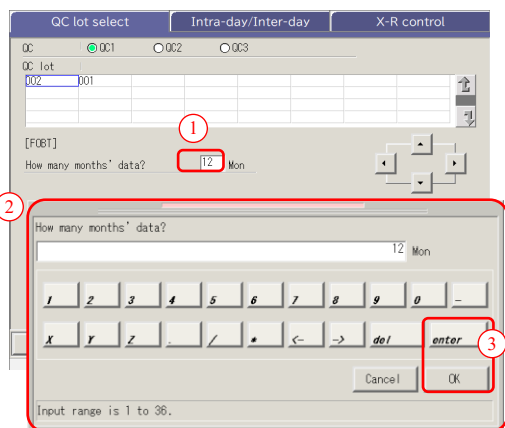 QC lot select Intra-day/Inter-day X-R control
QC QC1 QC2 QC3
QC lot
002 001
1
[FOBT]
How many months' data? 12 Mon
2
How many months' data?
12 Mon
1 2 3 4 5 6 7 8 9 0 -
X Y Z . / * <- -> del enter
3
Cancel OK
Input range is 1 to 36.